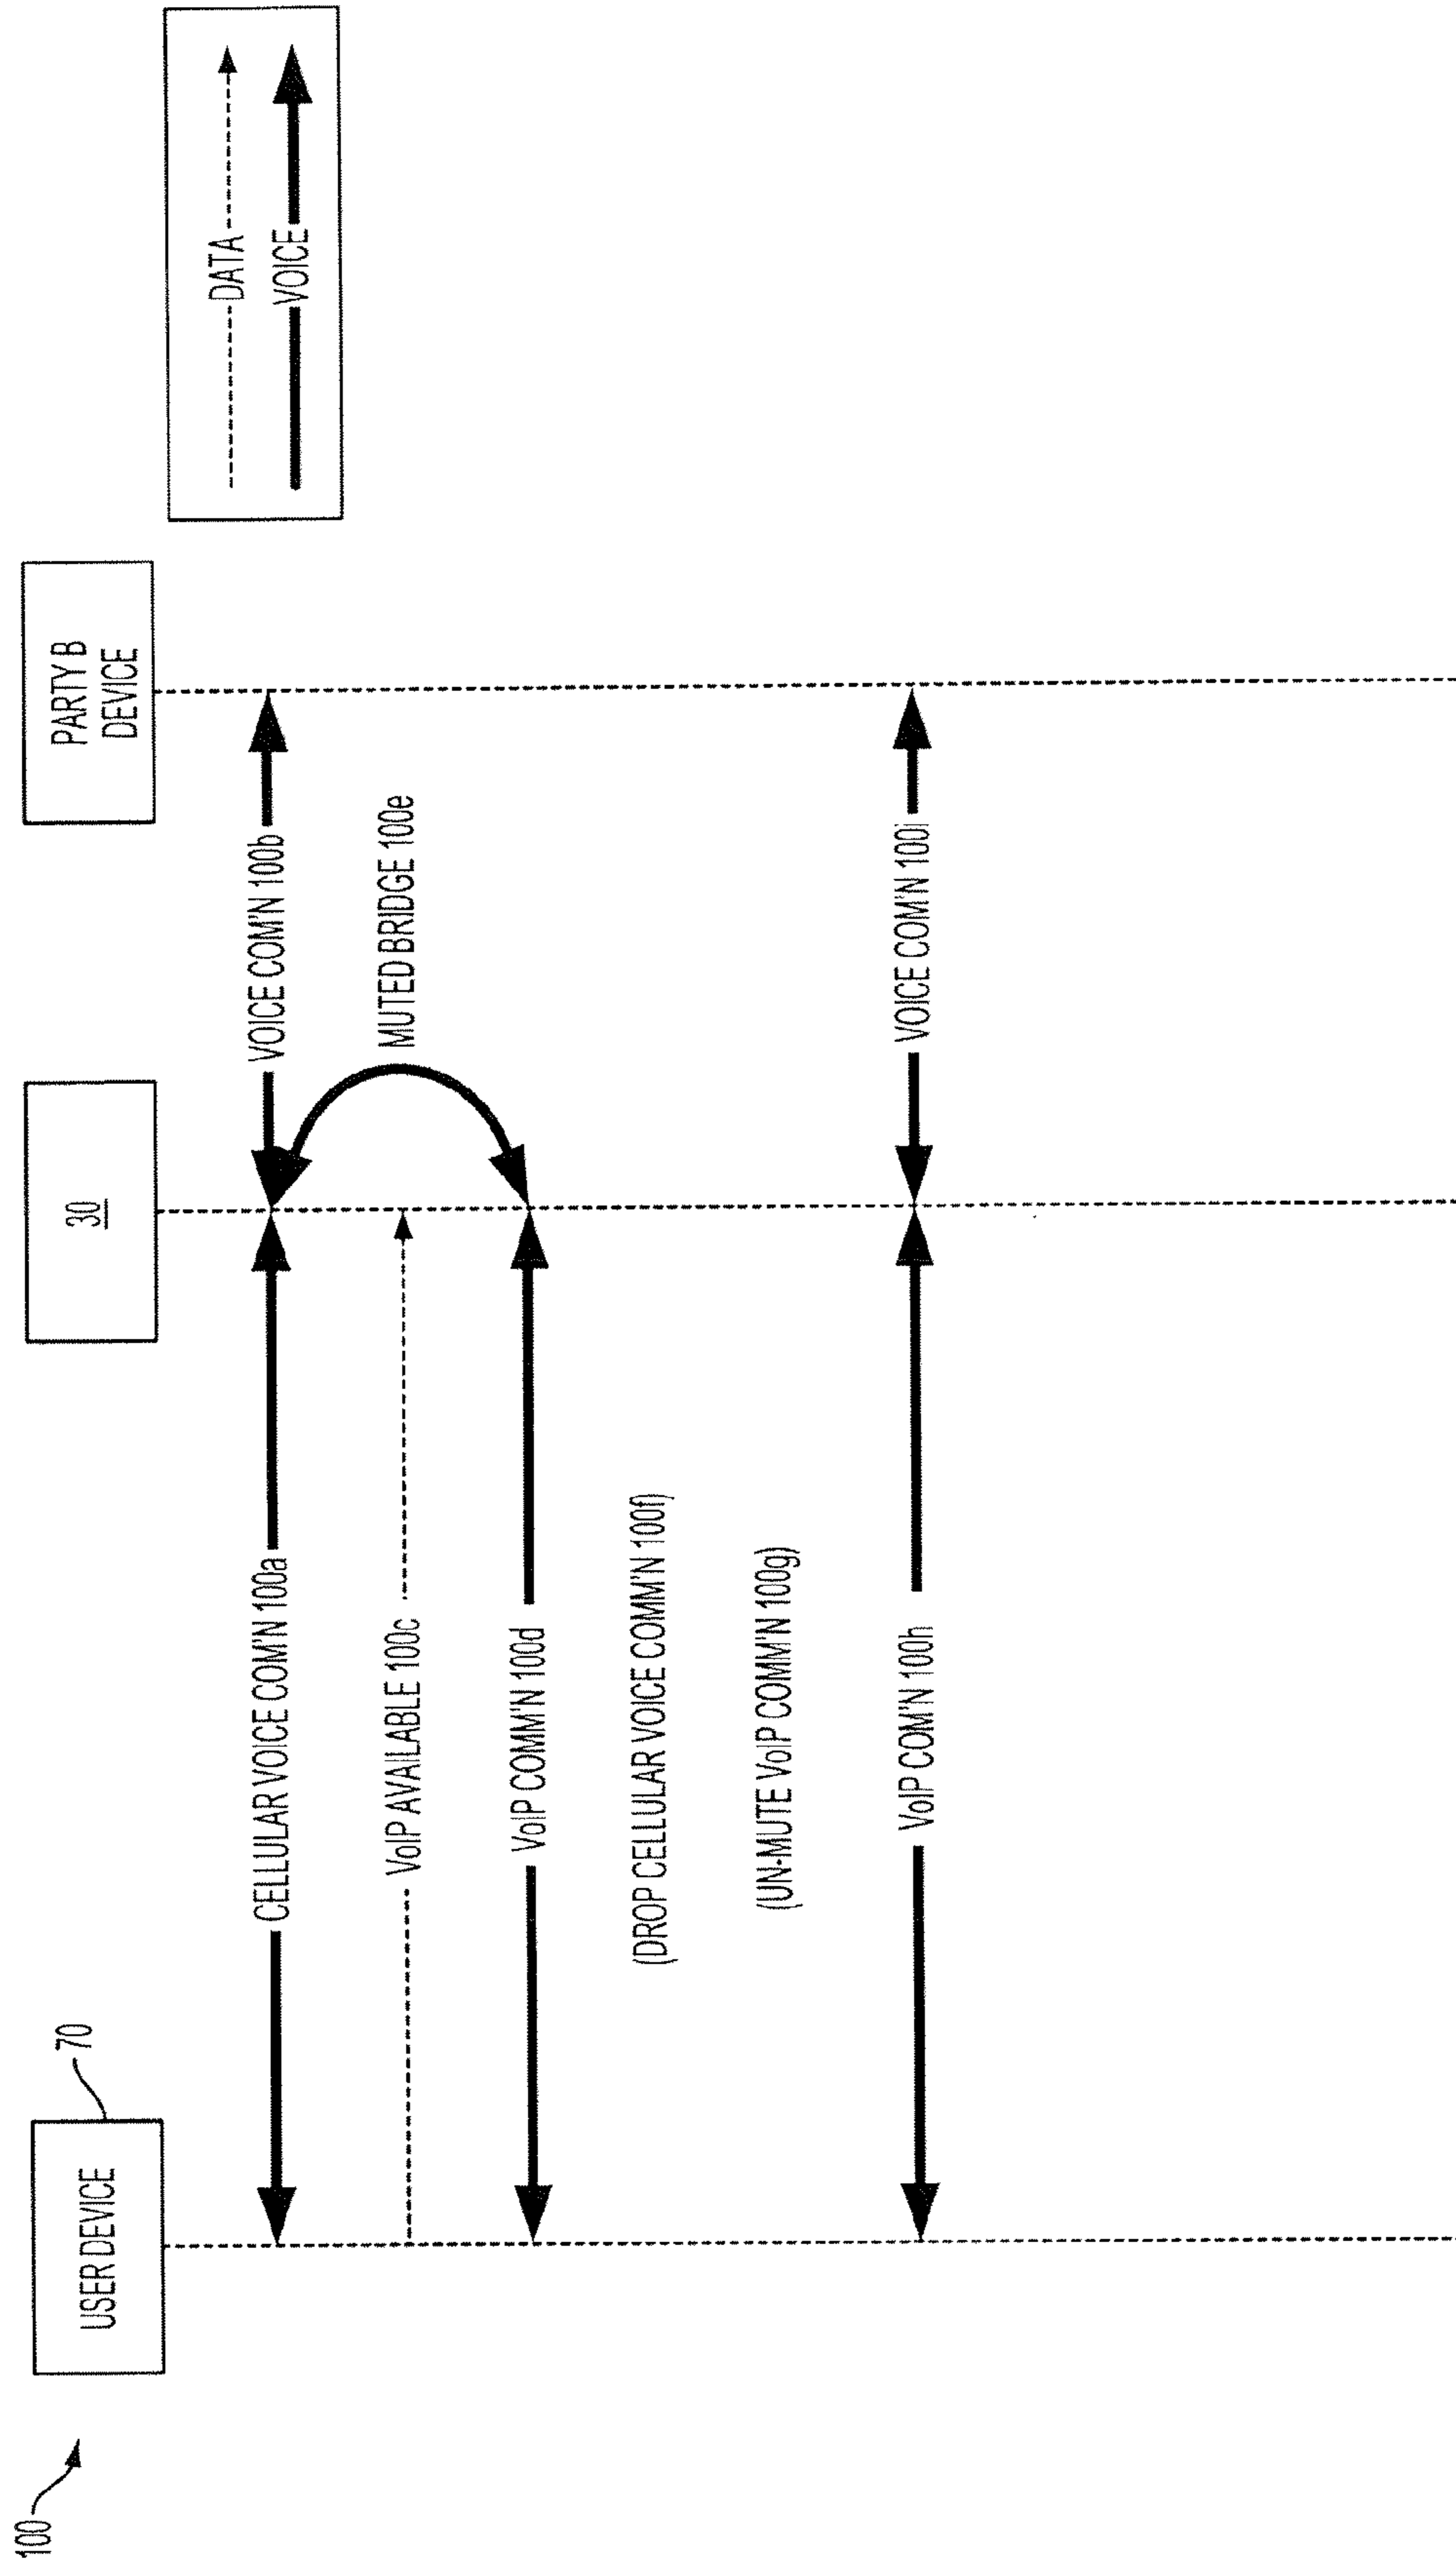 100
USER DEVICE
70
30
PARTY B
DEVICE
DATA
VOICE
CELLULAR VOICE COM'N 100a
VOICE COM'N 100b
VoIP AVAILABLE 100c
MUTED BRIDGE 100e
VoIP COMM'N 100d
(DROP CELLULAR VOICE COMM'N 100f)
(UN-MUTE VoIP COMM'N 100g)
VoIP COM'N 100h
VOICE COM'N 100i